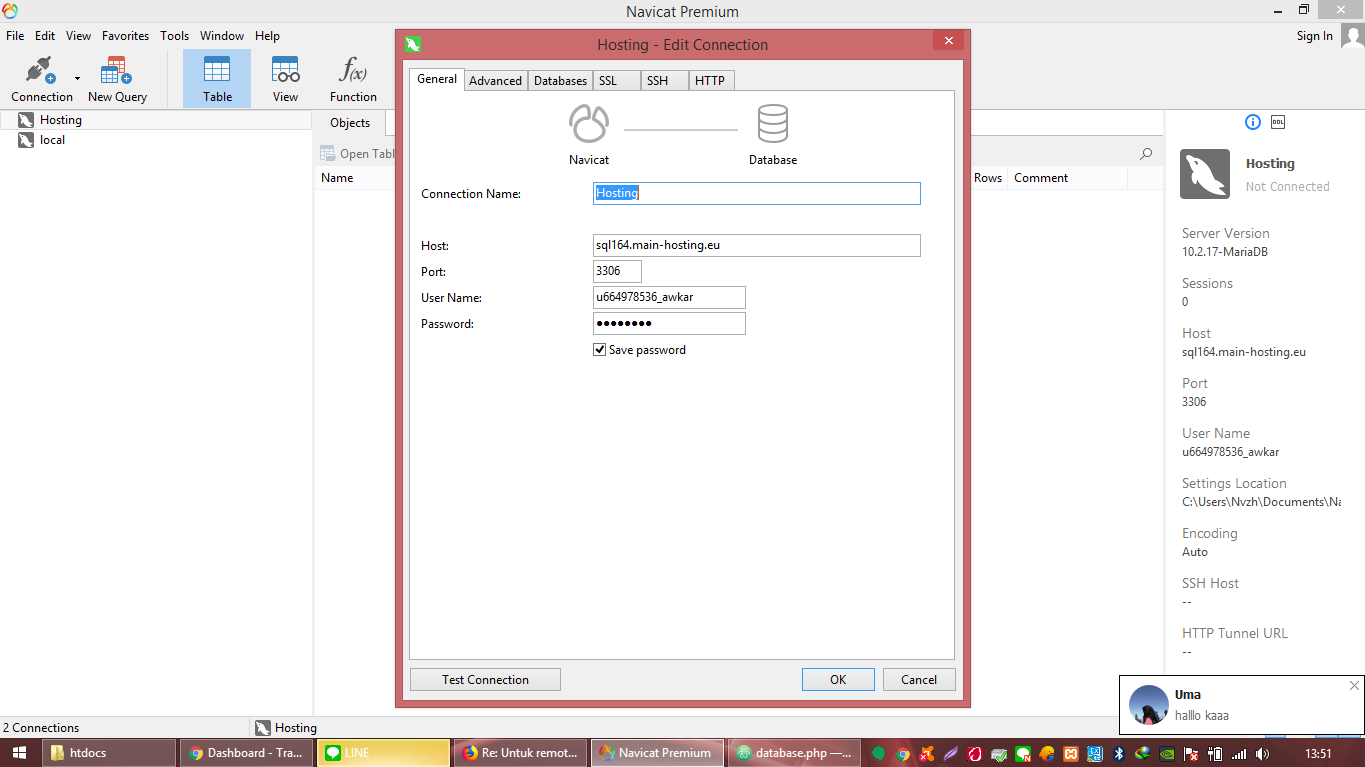 Navicat Premium
File Edit View Favorites Tools Window Help
Sign In
Connection New Query Table View Function
Hosting
local
Objects
Open Tabl
Name
Rows Comment
Hosting - Edit Connection
General Advanced Databases SSL SSH HTTP
Navicat Database
Connection Name: Hosting
Host: sql164.main-hosting.eu
Port: 3306
User Name: u664978536_awkar
Password: ●●●●●●●●
Save password
Test Connection OK Cancel
DDL
Hosting
Not Connected
Server Version
10.2.17-MariaDB
Sessions
0
Host
sql164.main-hosting.eu
Port
3306
User Name
u664978536_awkar
Settings Location
C:\Users\Nvzh\Documents\Na
Encoding
Auto
SSH Host
--
HTTP Tunnel URL
--
Uma
halllo kaaa
2 Connections Hosting
htdocs Dashboard - Tra... LINE Re: Untuk remot... Navicat Premium database.php —... 13:51